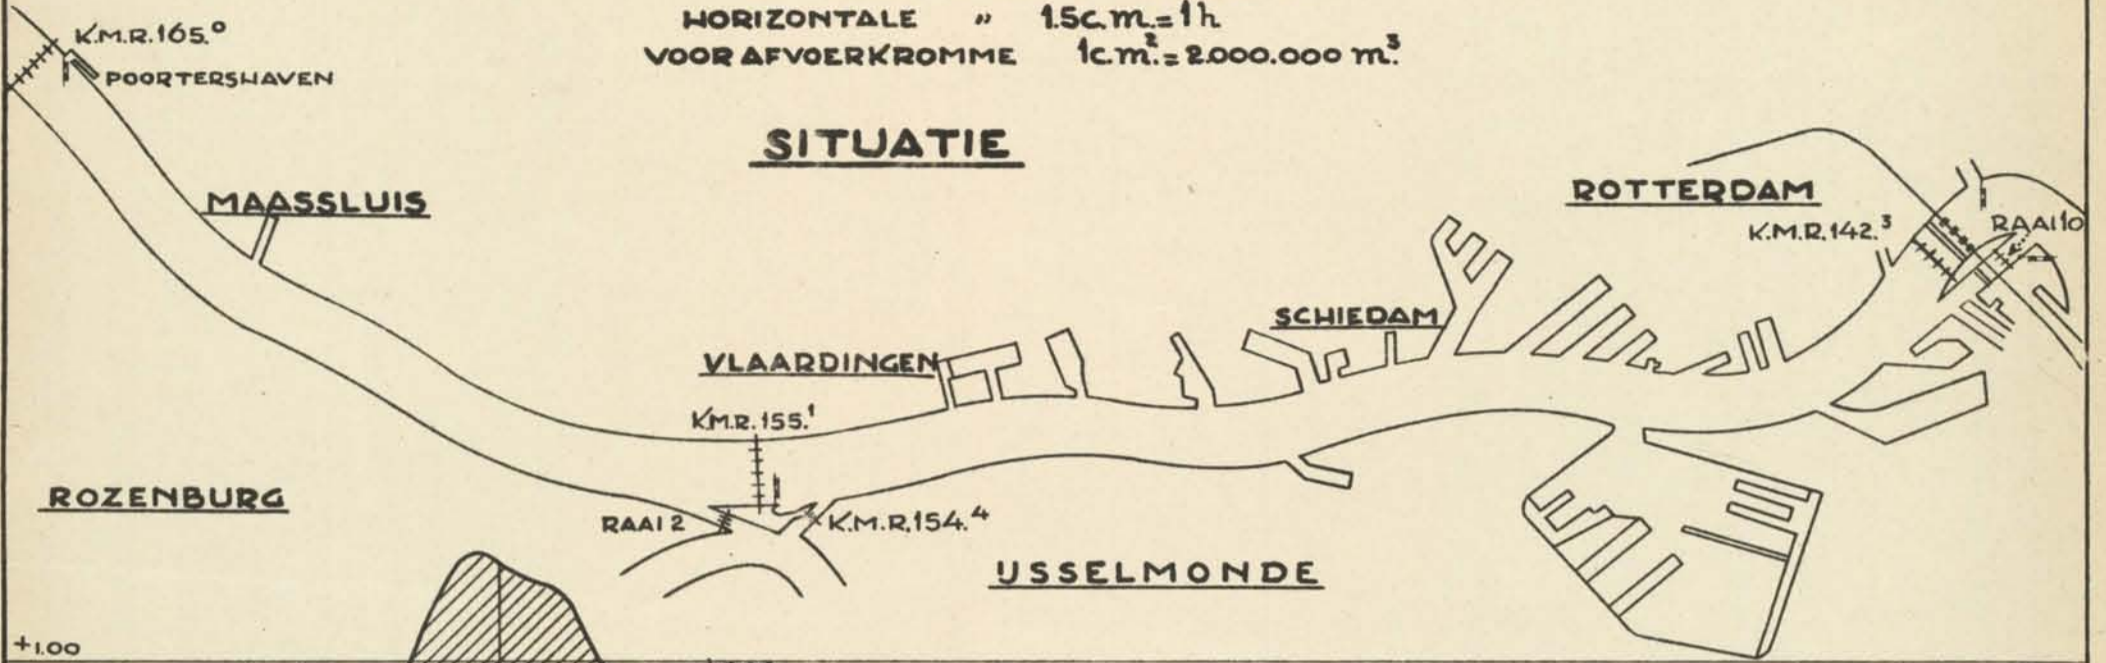 HORIZONTALE " 1.5c.m.=1h
VOOR AFVOERKROMME 1c.m².=2.000.000 m³.
K.M.R.165.⁰
POORTERSHAVEN
SITUATIE
MAASSLUIS
ROTTERDAM
K.M.R.142.³
RAAI 10
SCHIEDAM
VLAARDINGEN
K.M.R.155.¹
ROZENBURG
RAAI 2
K.M.R.154.⁴
IJSSELMONDE
+1.00